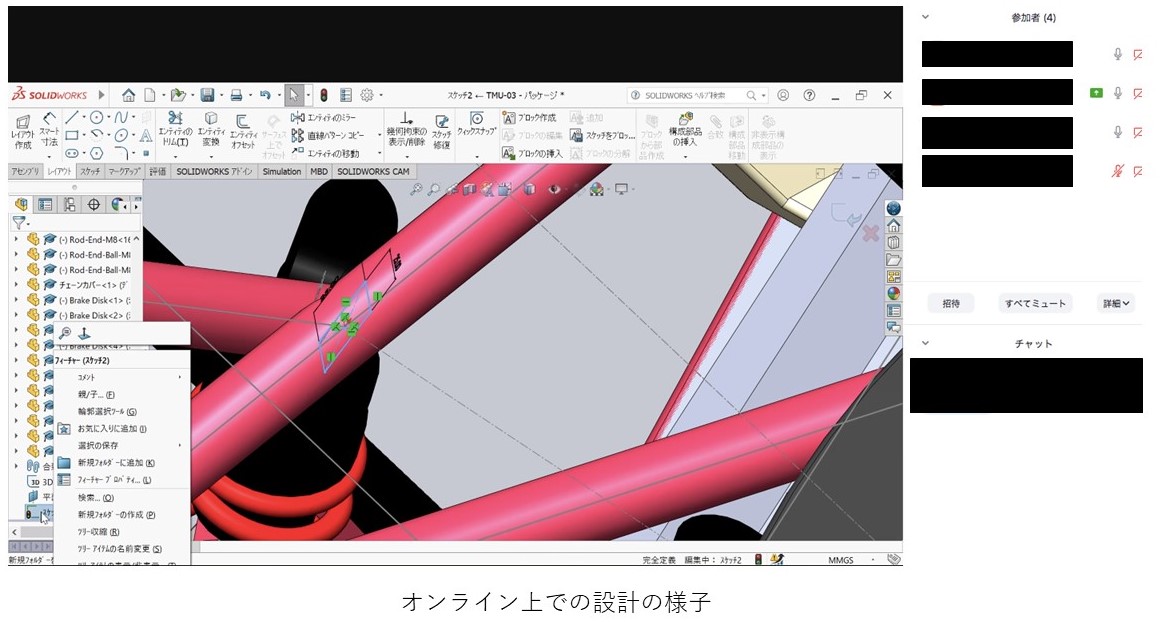 参加者 (4)
SOLIDWORKS
スケッチ2 ← TMU-03 - パッケージ *
SOLIDWORKS ヘルプ検索
レイアウト作成
スマート寸法
エンティティのトリム(T)
エンティティ変換
エンティティオフセット
サーフェス上でオフセット
エンティティのミラー
直線パターン コピー
エンティティの移動
幾何拘束の表示/削除
スケッチ修復
クィックスナップ
ブロック作成
ブロックの編集
ブロックの挿入
追加
スケッチをブロッ...
ブロックの分解
ブロックから部品作成
構成部品の挿入
合致
構成部品移動
非表示構成部品の表示
アセンブリ
レイアウト
スケッチ
マークアップ
評価
SOLIDWORKS アドイン
Simulation
MBD
SOLIDWORKS CAM
(-) Rod-End-M8<16
(-) Rod-End-Ball-M8
(-) Rod-End-Ball-M8
チェーンカバー<1> (デ
(-) Brake Disk<1> (
(-) Brake Disk<2> (
フィーチャー (スケッチ2)
コメント
親/子... (F)
輪郭選択ツール (G)
お気に入りに追加 (I)
選択の保存
新規フォルダーに追加 (K)
フィーチャー プロパティ... (L)
検索... (O)
新規フォルダーの作成 (P)
ツリー収縮 (R)
ツリー アイテムの名前変更 (S)
完全定義
編集中： スケッチ2
MMGS
招待
すべてミュート
詳細
チャット
オンライン上での設計の様子